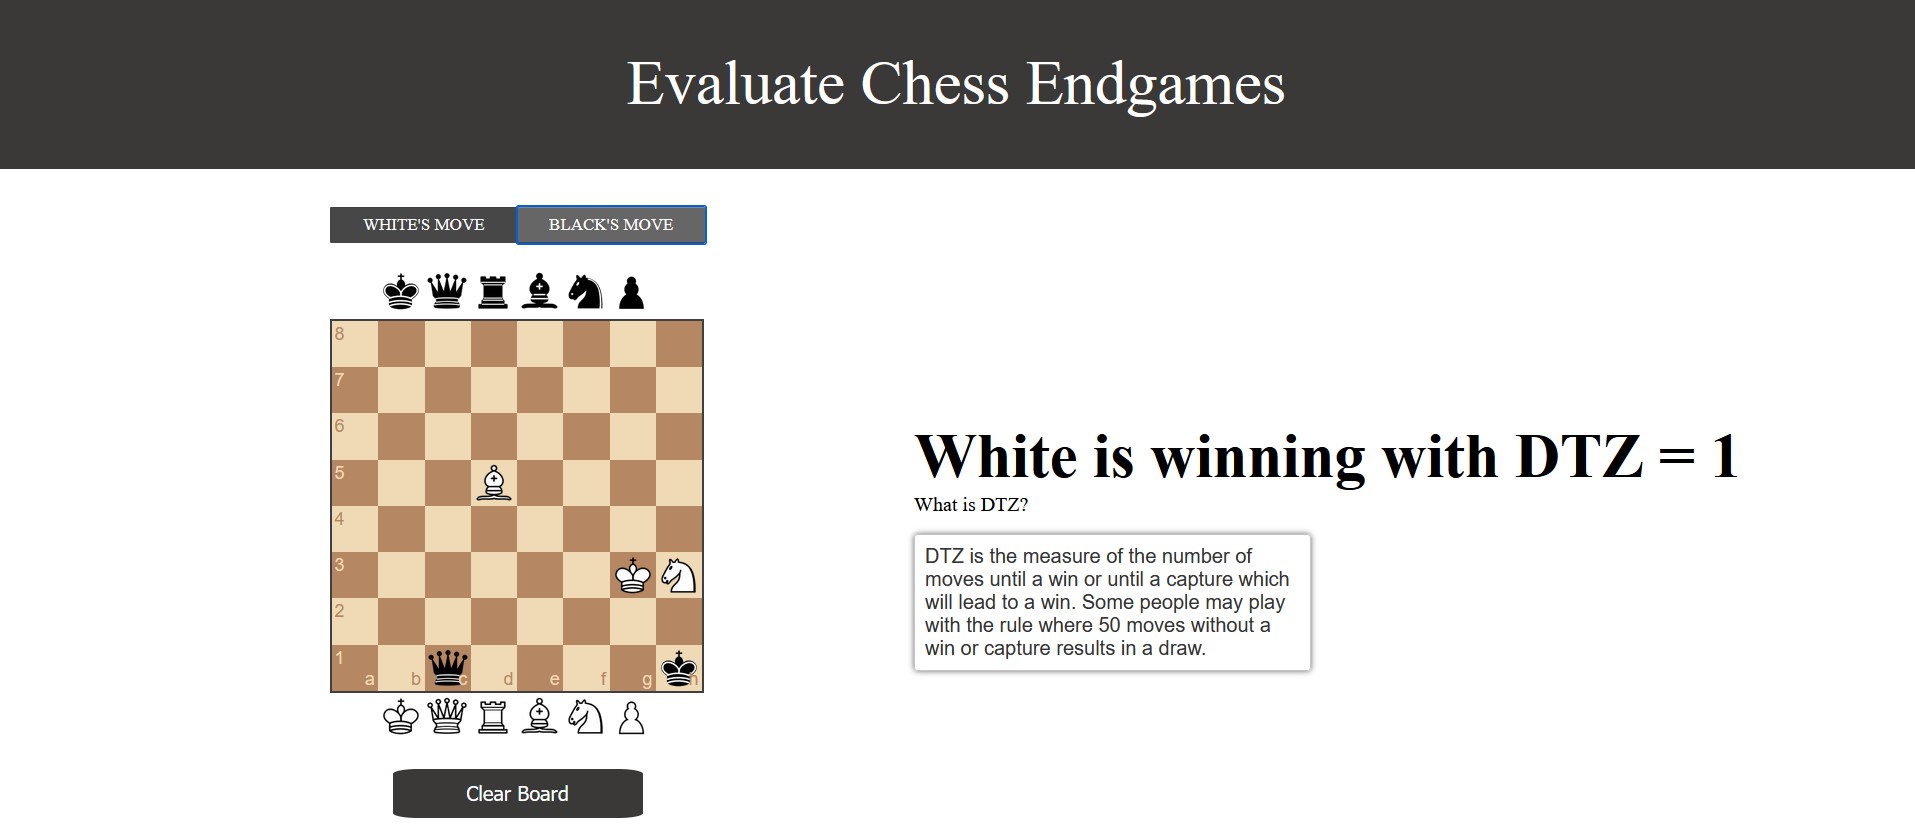 Evaluate Chess Endgames
WHITE'S MOVE BLACK'S MOVE
8
7
6
5
4
3
2
1
a b c d e f g h
Clear Board
White is winning with DTZ = 1
What is DTZ?
DTZ is the measure of the number of
moves until a win or until a capture which
will lead to a win. Some people may play
with the rule where 50 moves without a
win or capture results in a draw.